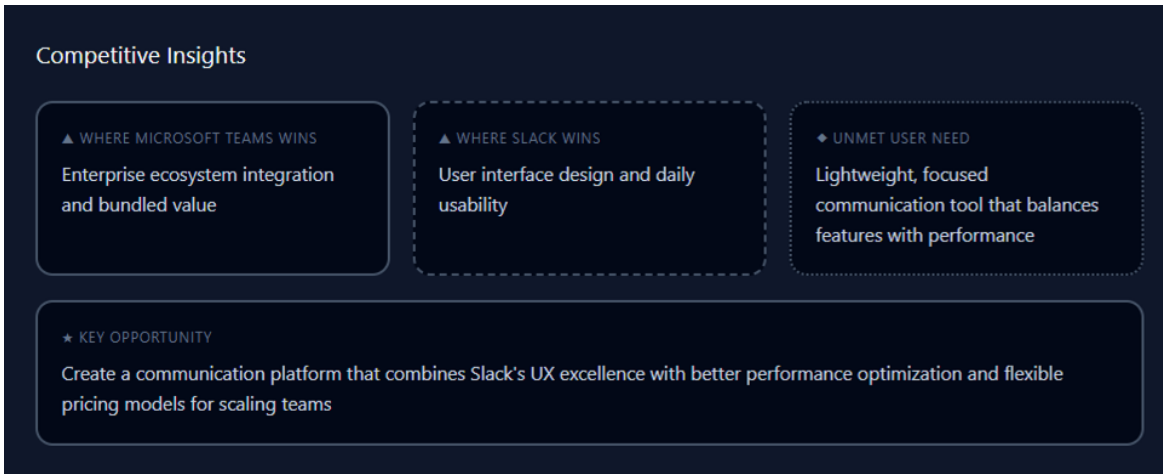 Competitive Insights
▲ WHERE MICROSOFT TEAMS WINS
Enterprise ecosystem integration
and bundled value
▲ WHERE SLACK WINS
User interface design and daily
usability
◆ UNMET USER NEED
Lightweight, focused
communication tool that balances
features with performance
★ KEY OPPORTUNITY
Create a communication platform that combines Slack's UX excellence with better performance optimization and flexible
pricing models for scaling teams